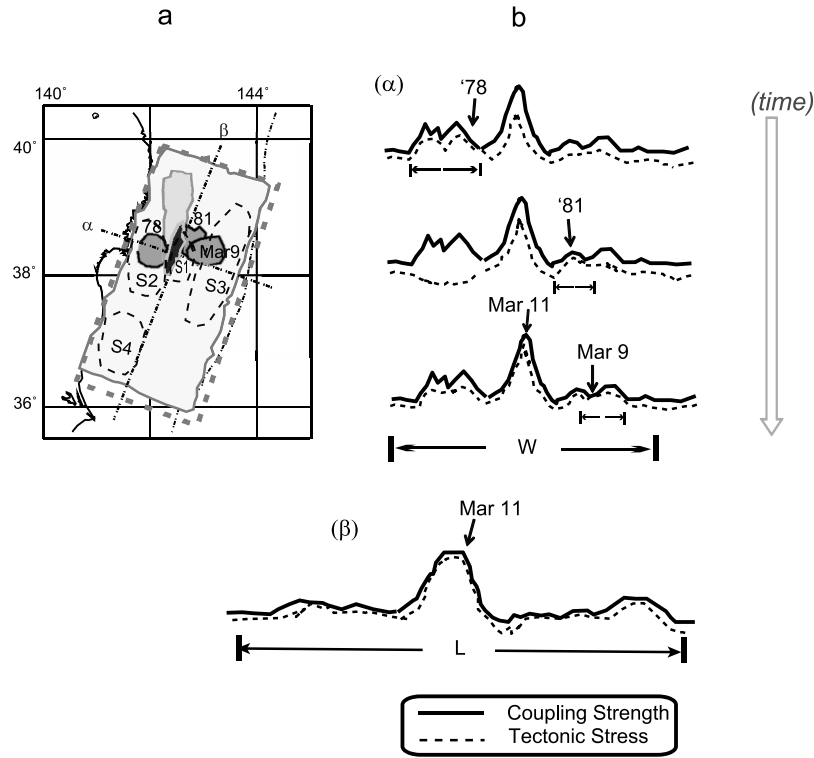 a
b
140° 144°
40°
38°
36°
β
α
78
'81
Mar9
S1
S2
S3
S4
(α)
'78
(time)
'81
Mar 11
Mar 9
W
(β)
Mar 11
L
Coupling Strength
Tectonic Stress